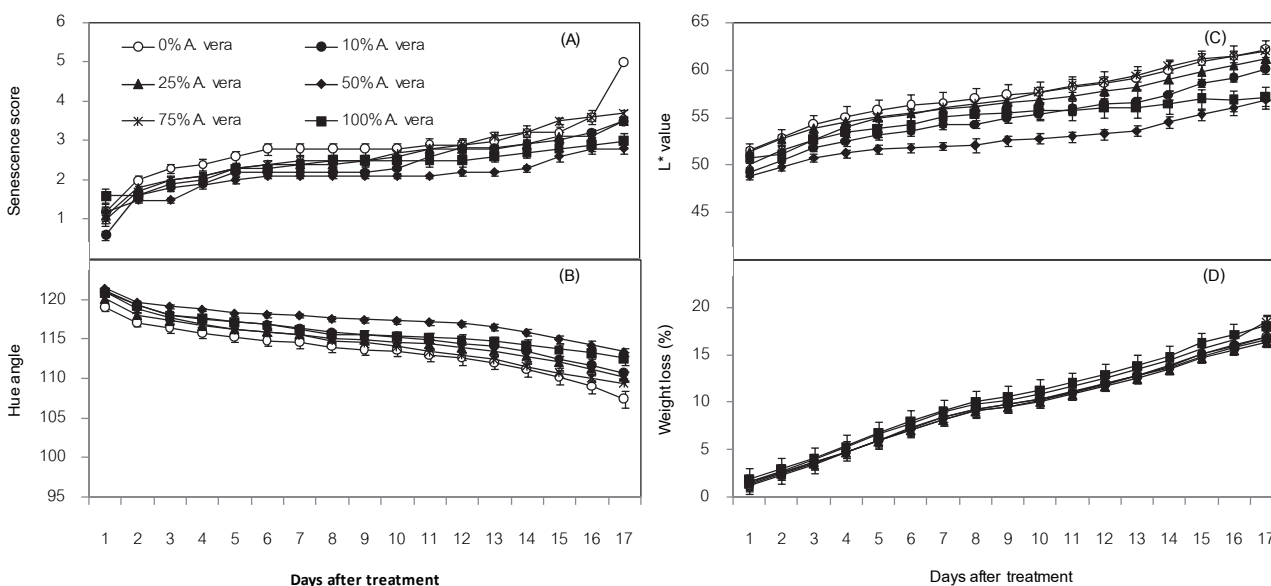 6
5
4
3
2
1
Senescence score
(A)
0% A. vera
10% A. vera
25% A. vera
50% A. vera
75% A. vera
100% A. vera
120
115
110
105
100
95
Hue angle
(B)
1 2 3 4 5 6 7 8 9 10 11 12 13 14 15 16 17
Days after treatment
65
60
55
50
45
L* value
(C)
20
15
10
5
0
Weight loss (%)
(D)
1 2 3 4 5 6 7 8 9 10 11 12 13 14 15 16 17
Days after treatment